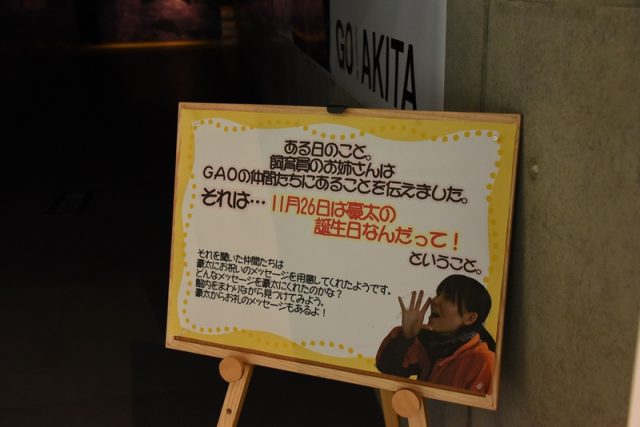 GO! AKITA
ある日のこと。
飼育員のお姉さんは
GAOの仲間たちにあることを伝えました。
それは…11月26日は豪太の
誕生日なんだって！
ということ。
それを聞いた仲間たちは
豪太にお祝いのメッセージを用意してくれたようです。
どんなメッセージを豪太にくれたのかな？
館内をまわりながら見つけてみよう。
豪太からお礼のメッセージもあるよ！